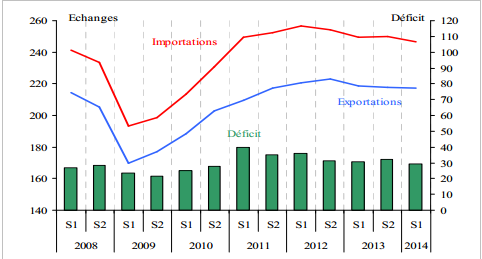 Echanges Déficit
260 120
240 110
220 100
200 90
180 80
160 70
140 60
50
40
30
20
10
0
Importations
Exportations
Déficit
S1 S2 S1 S2 S1 S2 S1 S2 S1 S2 S1 S2 S1
2008 2009 2010 2011 2012 2013 2014